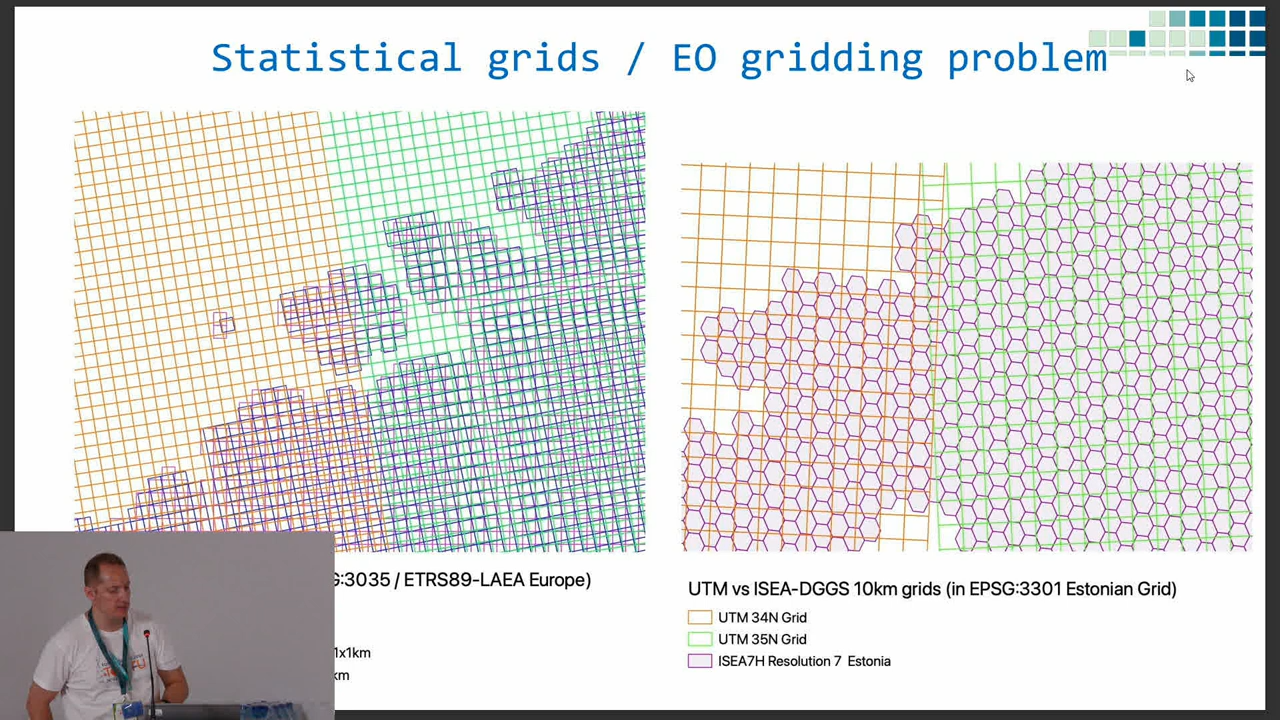 Statistical grids / EO gridding problem
G:3035 / ETRS89-LAEA Europe)
1x1km
km
UTM vs ISEA-DGGS 10km grids (in EPSG:3301 Estonian Grid)
UTM 34N Grid
UTM 35N Grid
ISEA7H Resolution 7 Estonia